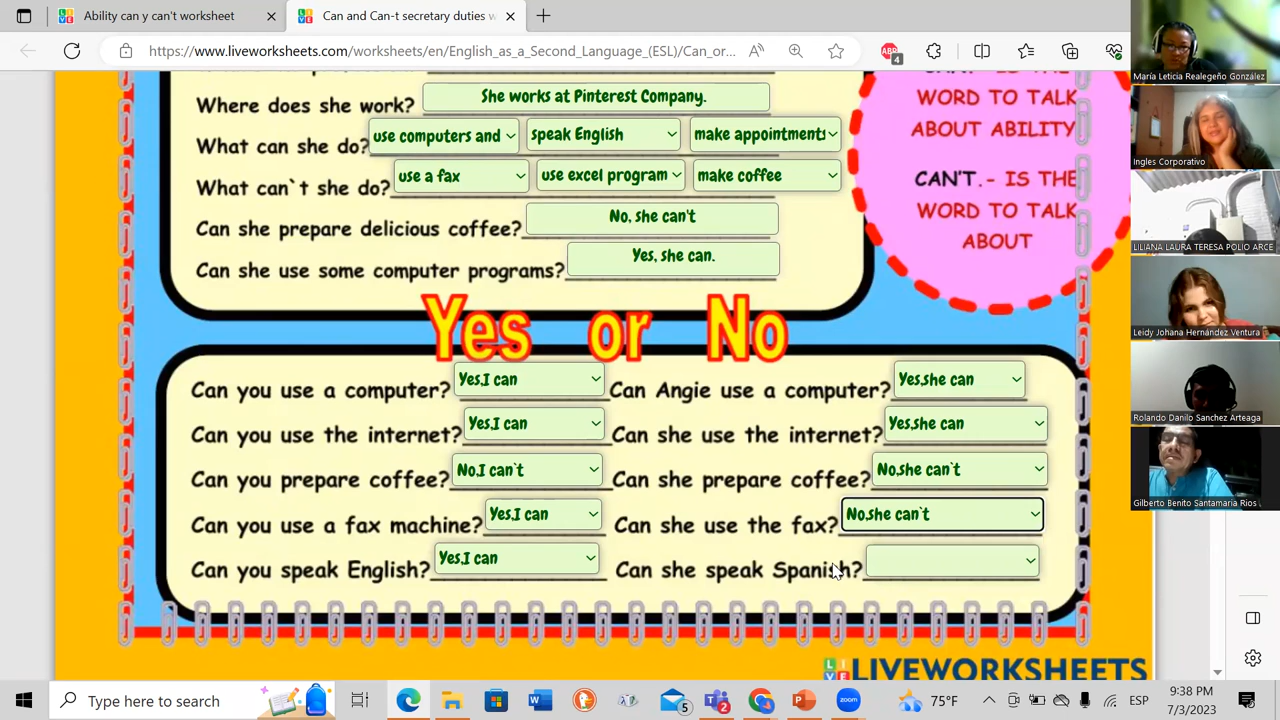 Ability can y can't worksheet
Can and Can-t secretary duties w
https://www.liveworksheets.com/worksheets/en/English_as_a_Second_Language_(ESL)/Can_or...
4
Where does she work? She works at Pinterest Company.
What can she do? use computers and speak English make appointments
What can`t she do? use a fax use excel program make coffee
Can she prepare delicious coffee? No, she can't
Can she use some computer programs? Yes, she can.
WORD TO TALK
ABOUT ABILITY
CAN'T.- IS THE
WORD TO TALK
ABOUT
Yes or No
Can you use a computer? Yes,I can Can Angie use a computer? Yes,she can
Can you use the internet? Yes,I can Can she use the internet? Yes,she can
Can you prepare coffee? No,I can`t Can she prepare coffee? No,she can`t
Can you use a fax machine? Yes,I can Can she use the fax? No,she can`t
Can you speak English? Yes,I can Can she speak Spanish?
LIVE LIVEWORKSHEETS
María Leticia Realegeño González
Ingles Corporativo
LILIANA LAURA TERESA POLIO ARCE
Leidy Johana Hernández Ventura
Rolando Danilo Sanchez Arteaga
Gilberto Benito Santamaria Rios
Type here to search
5
2
zoom
75°F
ESP
9:38 PM
7/3/2023